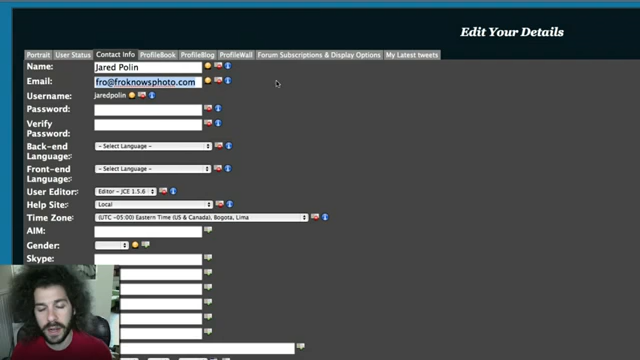 Edit Your Details
Portrait User Status Contact Info ProfileBook ProfileBlog ProfileWall Forum Subscriptions & Display Options My Latest tweets
Name: Jared Polin
Email: fro@froknowsphoto.com
Username: jaredpolin
Password:
Verify
Password:
Back-end
Language: - Select Language -
Front-end
Language: - Select Language -
User Editor: Editor - JCE 1.5.6
Help Site: Local
Time Zone: (UTC -05:00) Eastern Time (US & Canada), Bogota, Lima
AIM:
Gender:
Skype: